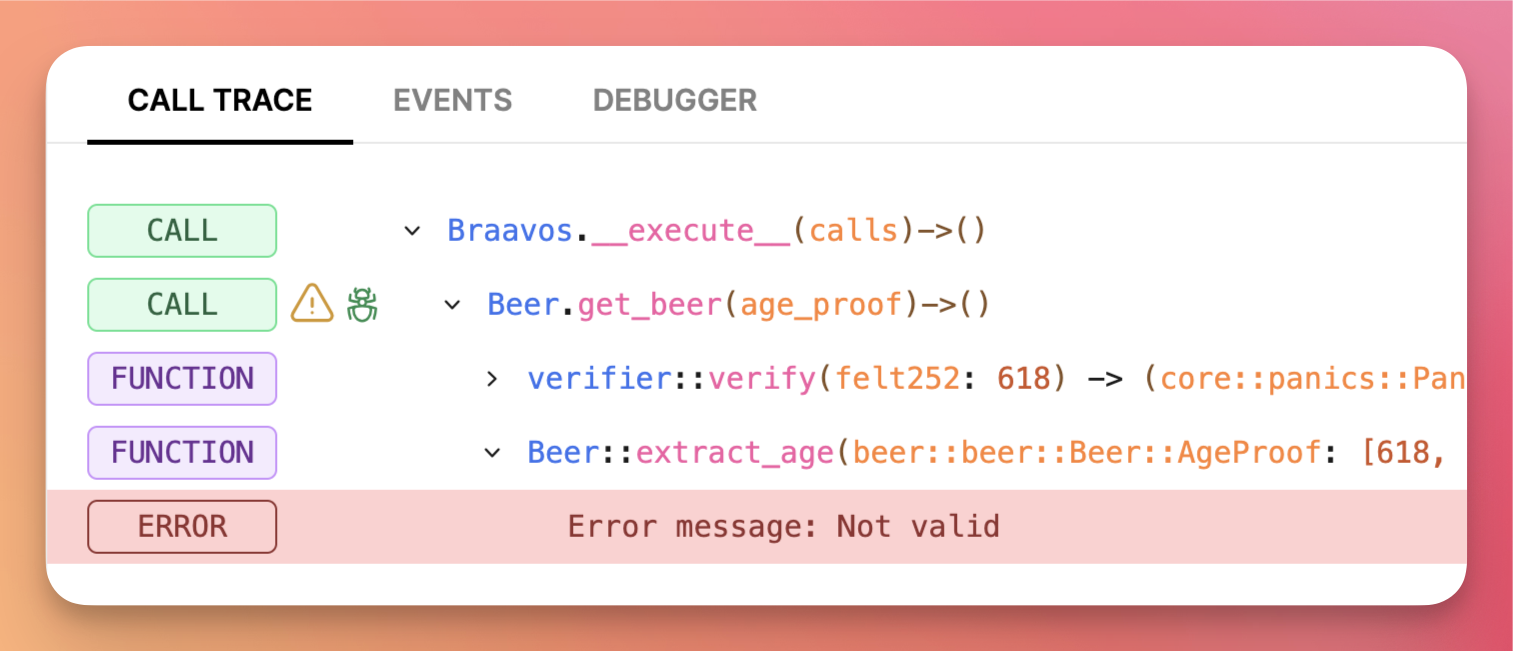 CALL TRACE EVENTS DEBUGGER
CALL Braavos.__execute__(calls)->()
CALL Beer.get_beer(age_proof)->()
FUNCTION verifier::verify(felt252: 618) -> (core::panics::Pan
FUNCTION Beer::extract_age(beer::beer::Beer::AgeProof: [618,
ERROR Error message: Not valid